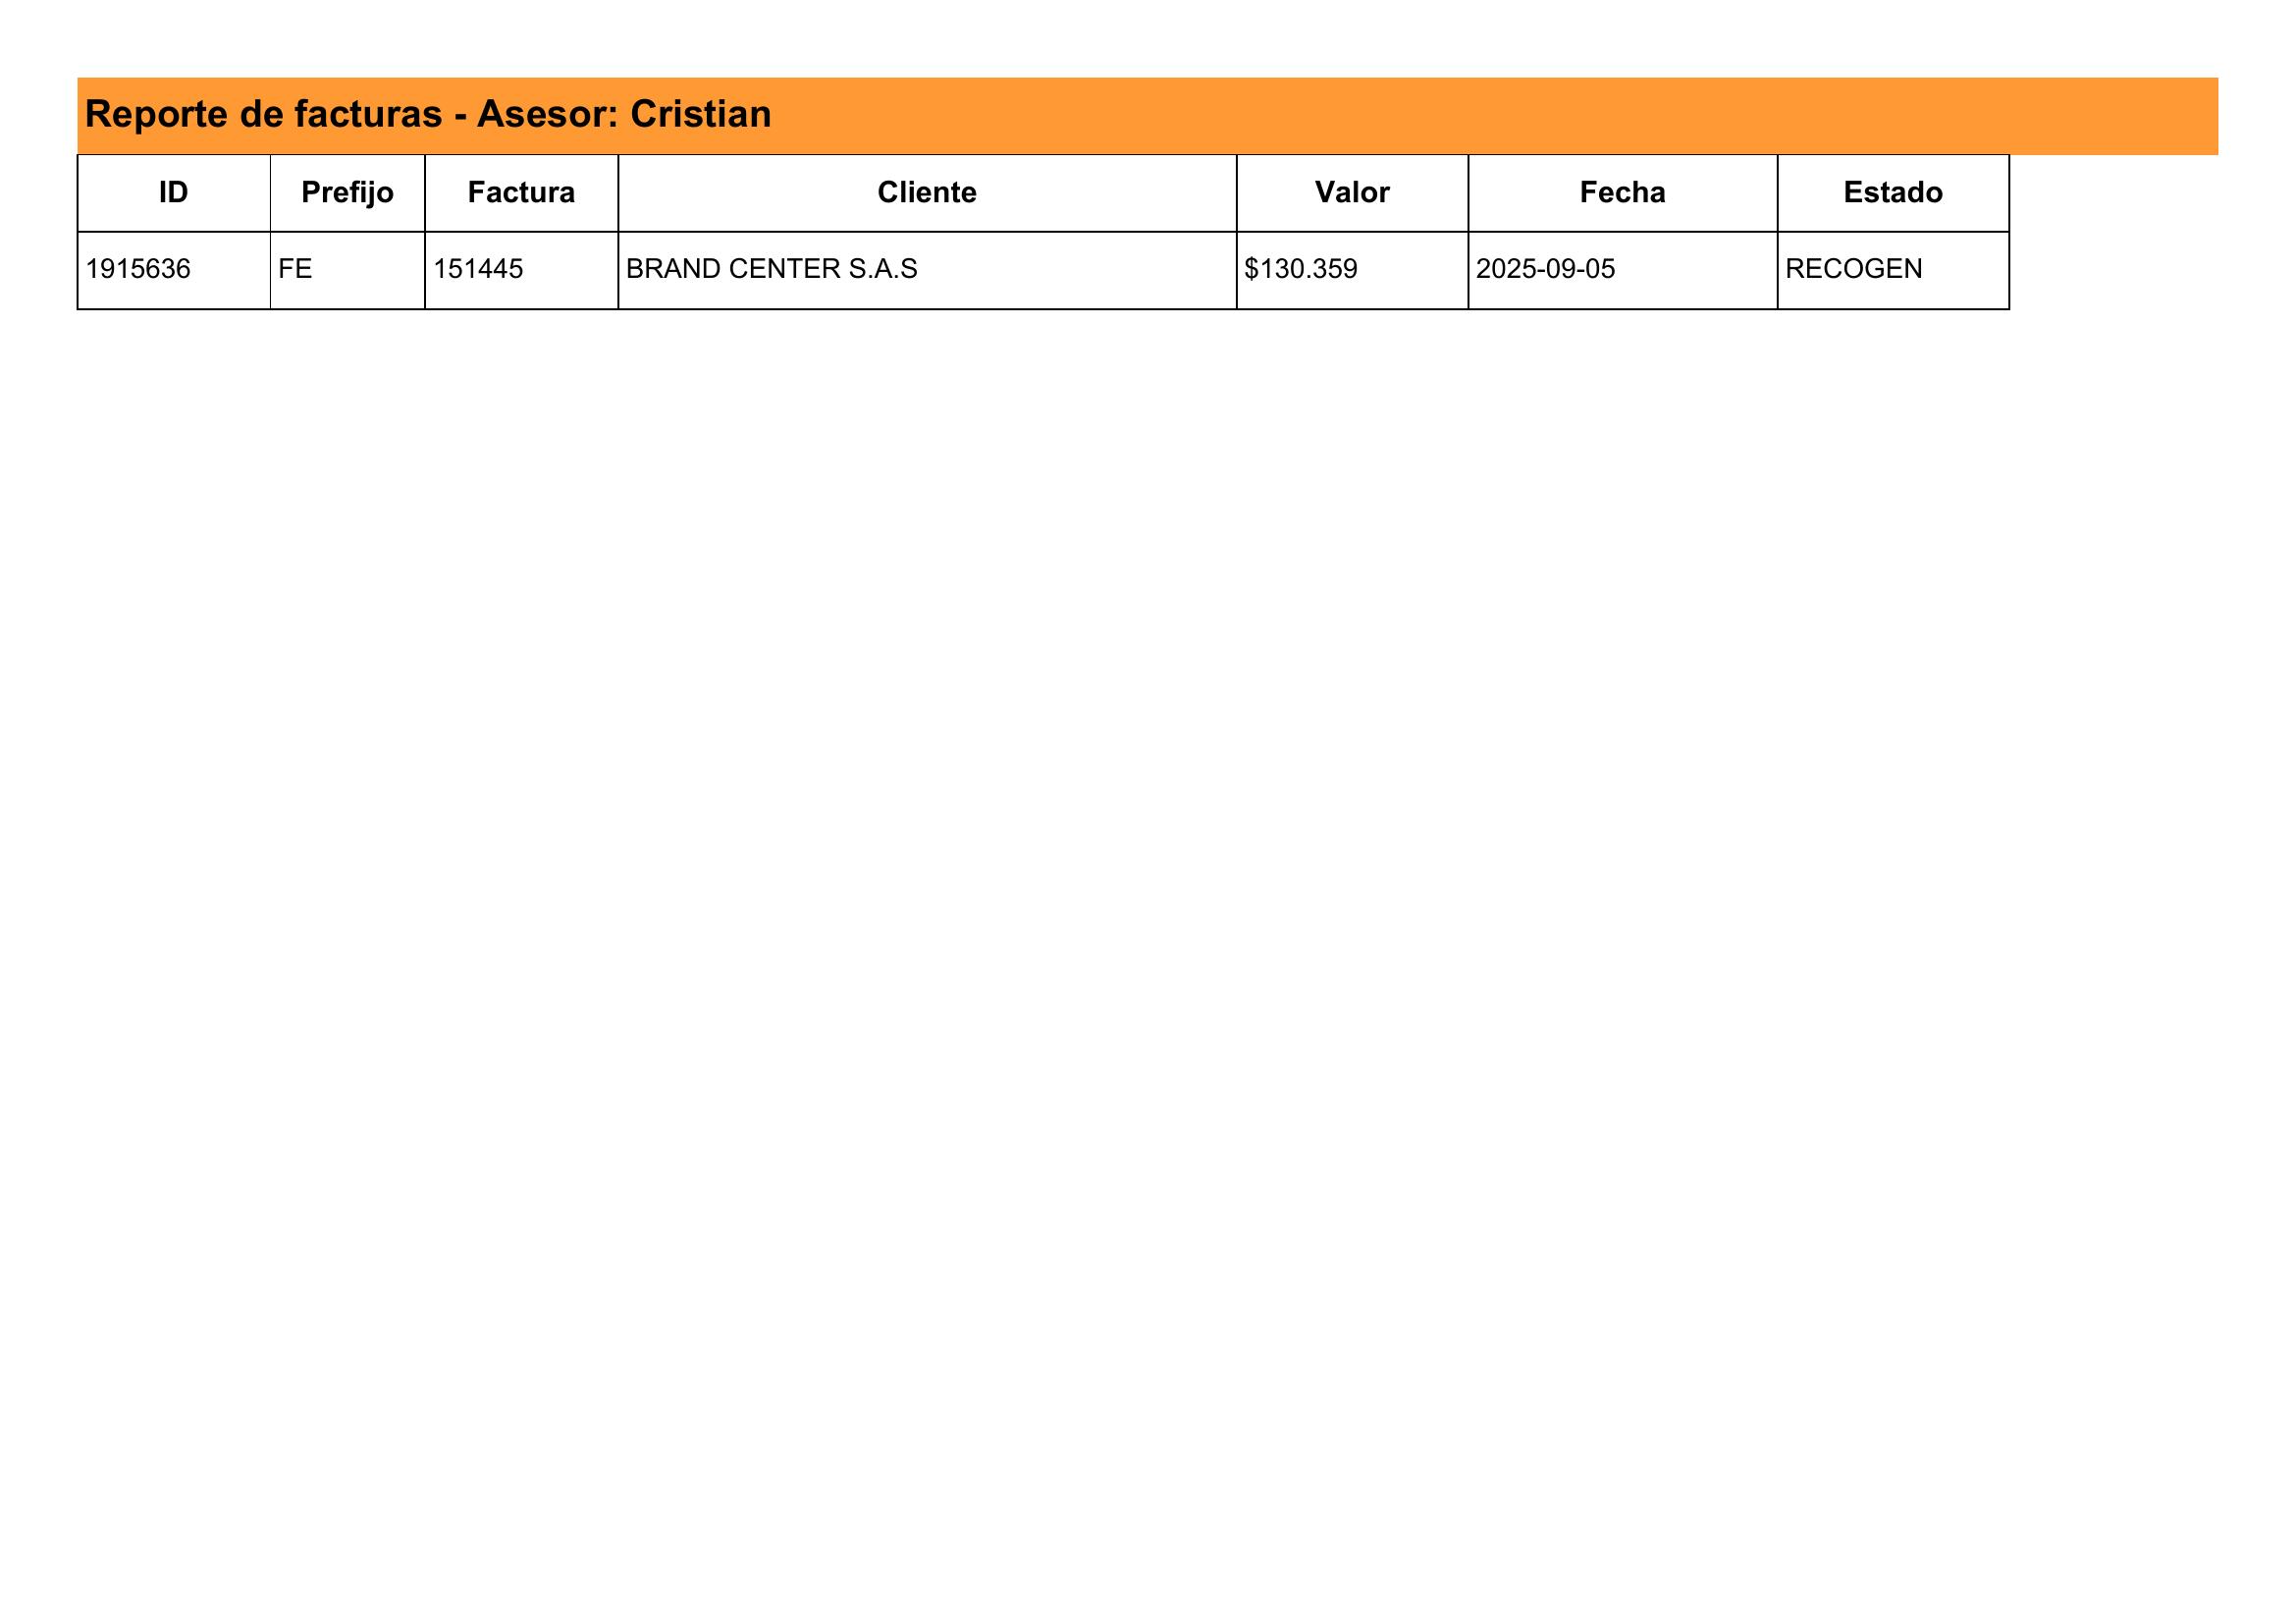 Reporte de facturas - Asesor: Cristian
ID Prefijo Factura Cliente Valor Fecha Estado
1915636 FE 151445 BRAND CENTER S.A.S $130.359 2025-09-05 RECOGEN